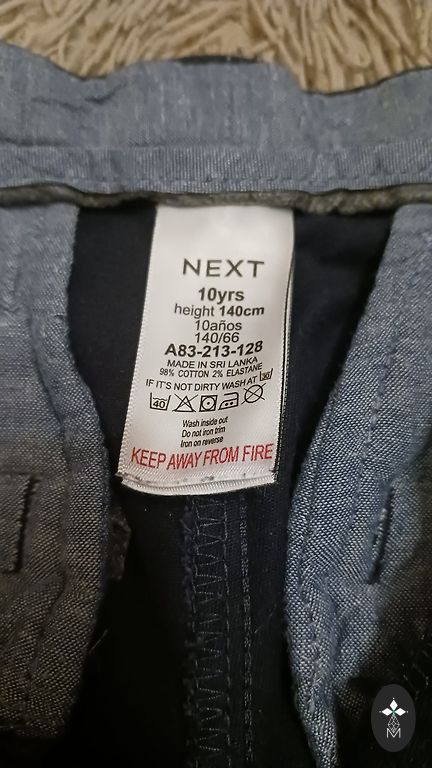 NEXT
10yrs
height 140cm
10años
140/66
A83-213-128
MADE IN SRI LANKA
98% COTTON 2% ELASTANE
IF IT'S NOT DIRTY WASH AT 30
40
Wash inside out
Do not iron trim
Iron on reverse
KEEP AWAY FROM FIRE
M